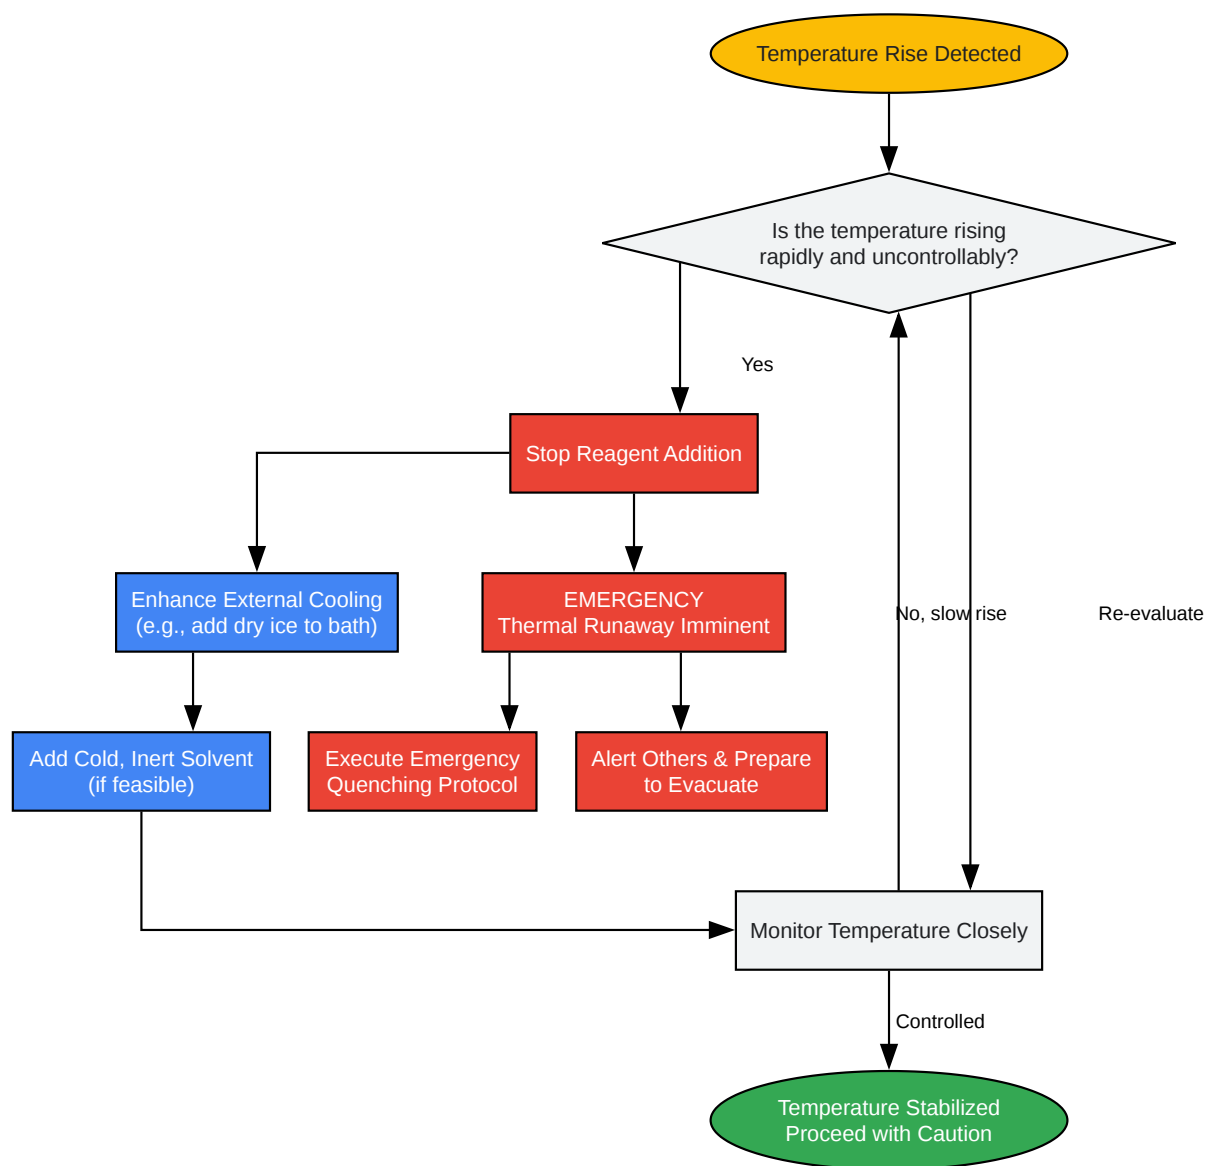 Temperature Rise Detected
Is the temperature rising
rapidly and uncontrollably?
Yes
Stop Reagent Addition
Enhance External Cooling
(e.g., add dry ice to bath)
EMERGENCY
Thermal Runaway Imminent
No, slow rise
Re-evaluate
Add Cold, Inert Solvent
(if feasible)
Execute Emergency
Quenching Protocol
Alert Others & Prepare
to Evacuate
Monitor Temperature Closely
Controlled
Temperature Stabilized
Proceed with Caution